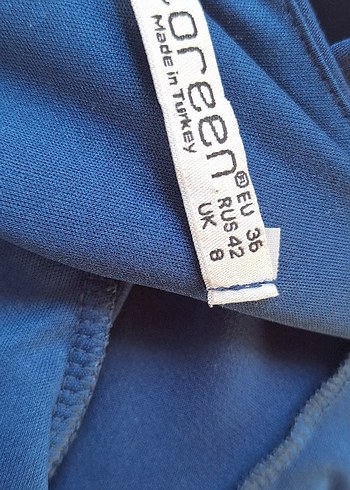 oreen®
Made in Turkey
EU 36
RUS 42
UK 8